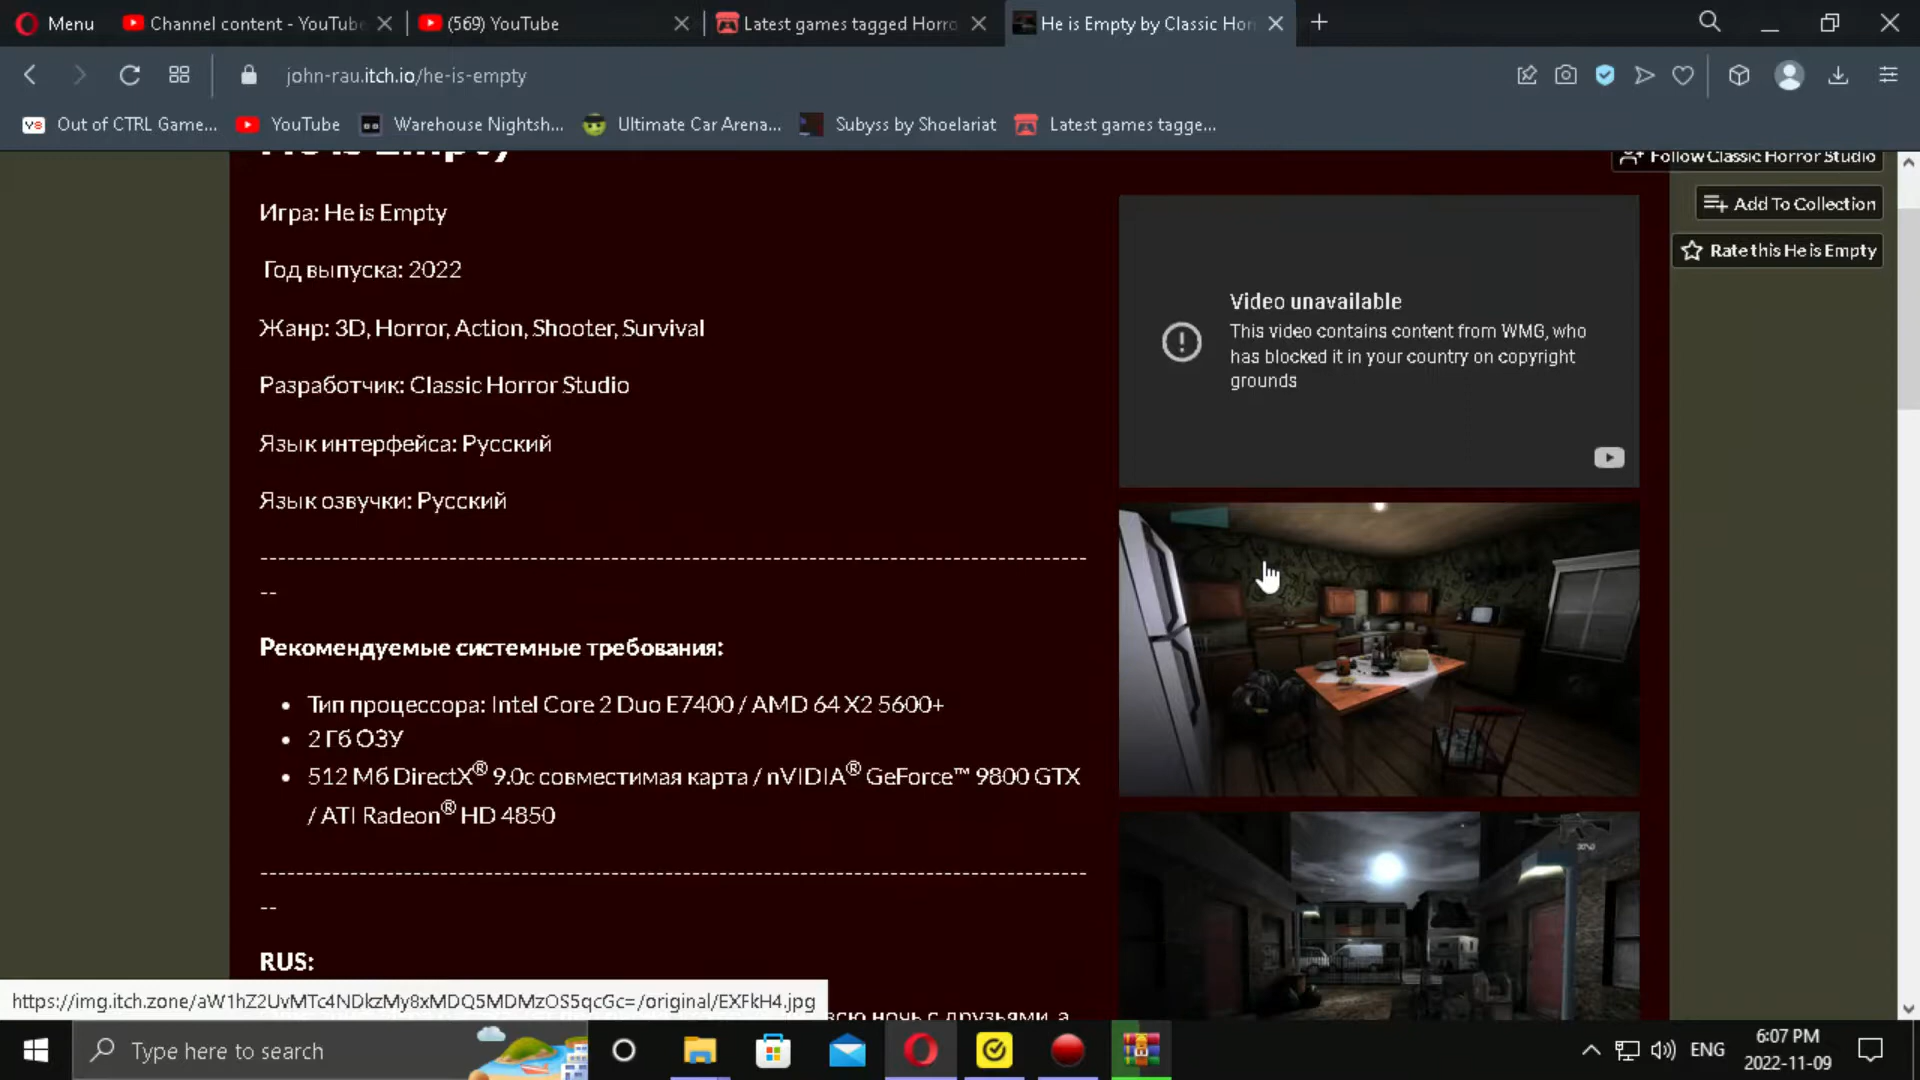 Menu
Channel content - YouTube
(569) YouTube
Latest games tagged Horro
He is Empty by Classic Hor
john-rau.itch.io/he-is-empty
Out of CTRL Game...
YouTube
Warehouse Nightsh...
Ultimate Car Arena...
Subyss by Shoelariat
Latest games tagge...
He is Empty
Follow Classic Horror Studio
Add To Collection
Rate this He is Empty
Игра: He is Empty
Год выпуска: 2022
Жанр: 3D, Horror, Action, Shooter, Survival
Разработчик: Classic Horror Studio
Язык интерфейса: Русский
Язык озвучки: Русский
--------------------------------------------------------------------------------------------
--
Рекомендуемые системные требования:
• Тип процессора: Intel Core 2 Duo E7400 / AMD 64 X2 5600+
• 2 Гб ОЗУ
• 512 Мб DirectX® 9.0c совместимая карта / nVIDIA® GeForce™ 9800 GTX
/ ATI Radeon® HD 4850
--------------------------------------------------------------------------------------------
--
RUS:
всю ночь с друзьями, а
Video unavailable
This video contains content from WMG, who
has blocked it in your country on copyright
grounds
https://img.itch.zone/aW1hZ2UvMTc4NDkzMy8xMDQ5MDMzOS5qcGc=/original/EXFkH4.jpg
Type here to search
ENG
6:07 PM
2022-11-09